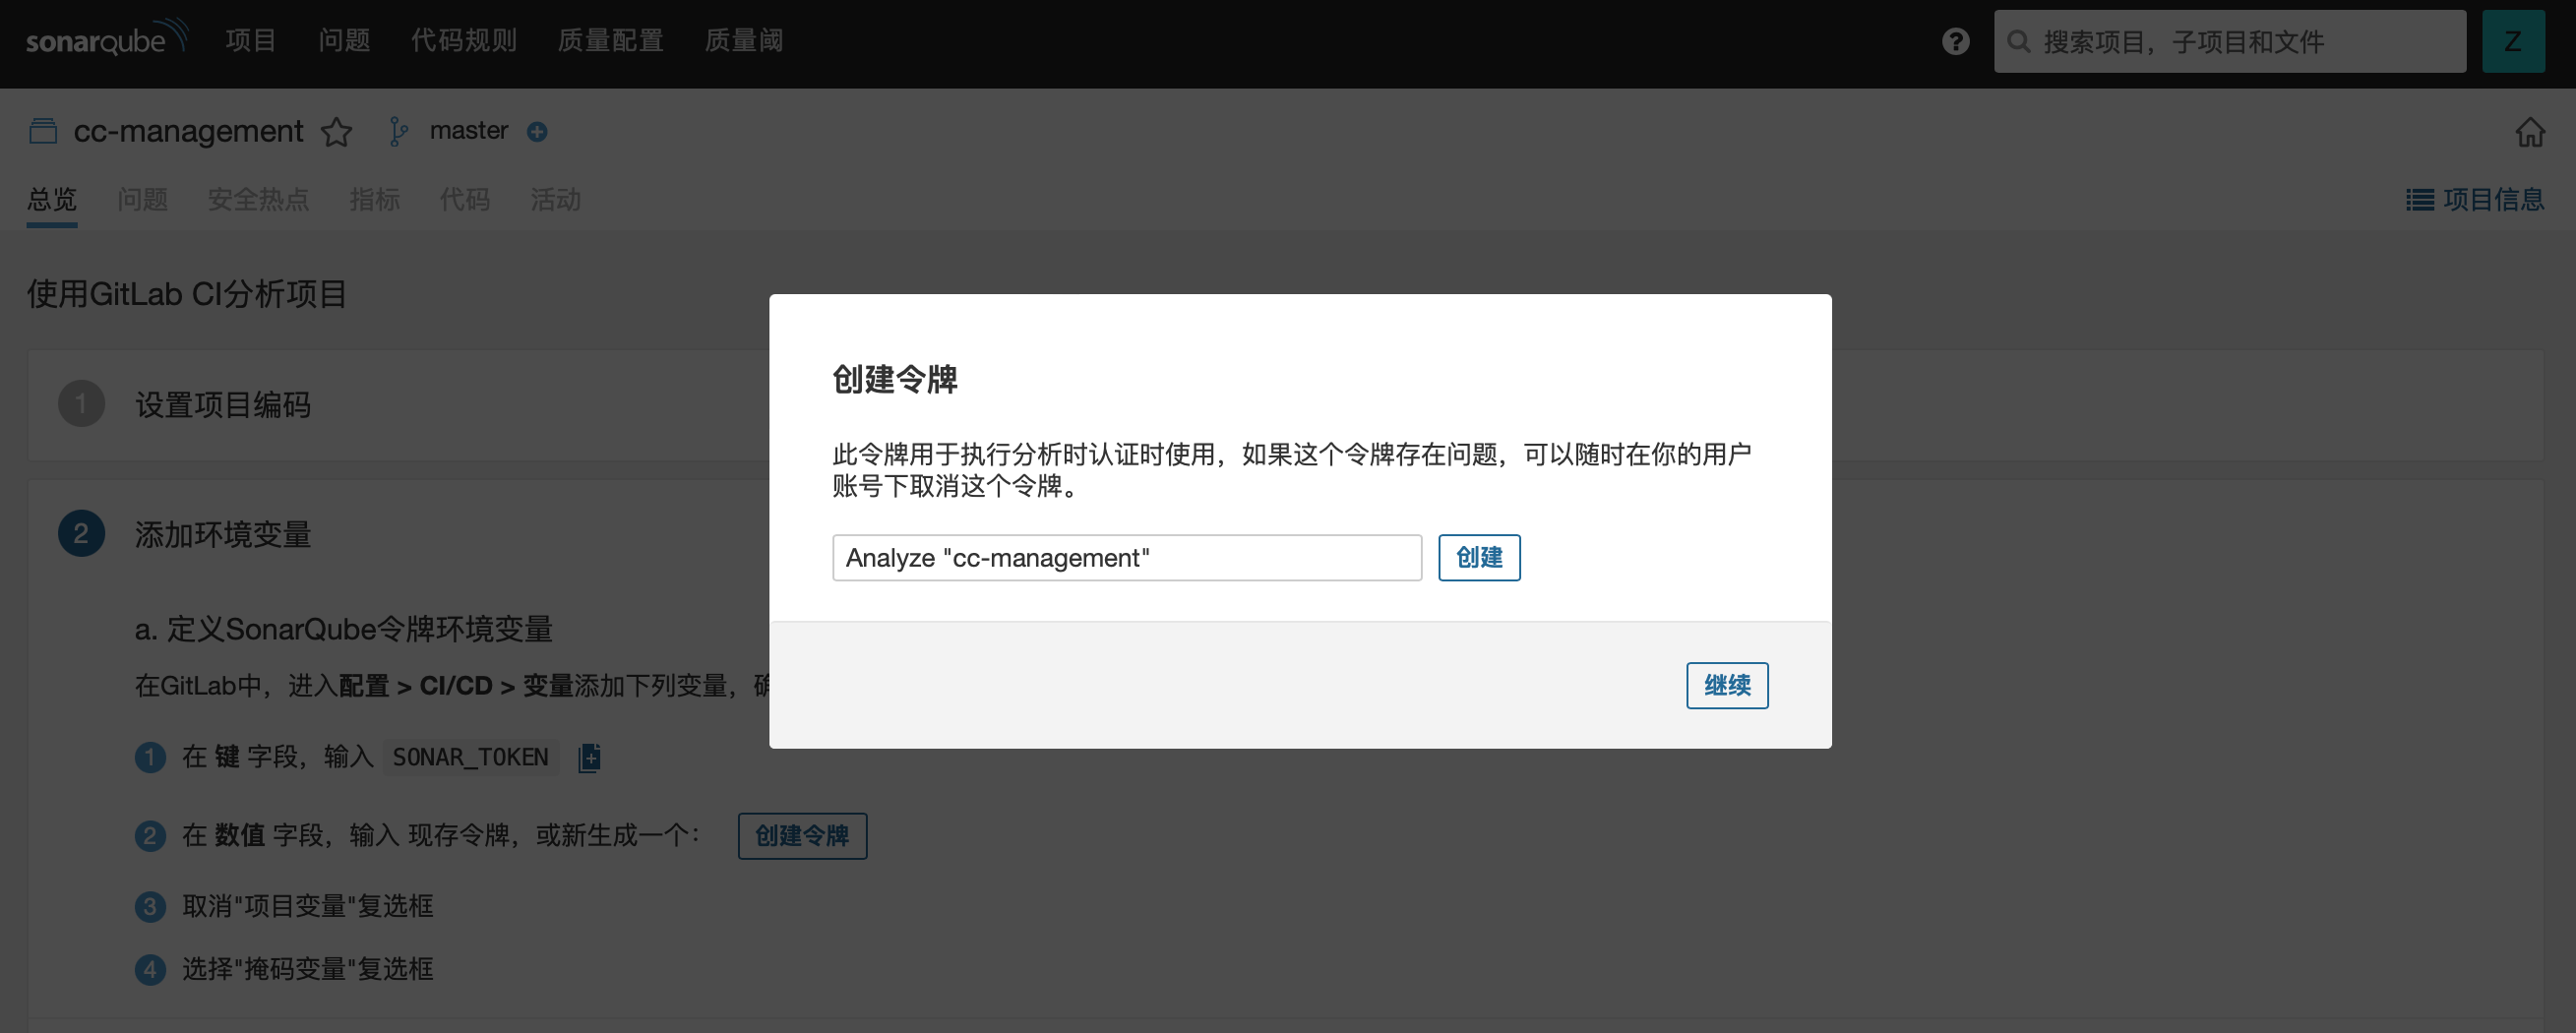 sonarqube 项目 问题 代码规则 质量配置 质量阈 搜索项目，子项目和文件 Z
cc-management master
总览 问题 安全热点 指标 代码 活动 项目信息
使用GitLab CI分析项目
1 设置项目编码
2 添加环境变量
a. 定义SonarQube令牌环境变量
在GitLab中，进入配置 > CI/CD > 变量添加下列变量，
1 在 键 字段，输入 SONAR_TOKEN
2 在 数值 字段，输入 现存令牌，或新生成一个： 创建令牌
3 取消"项目变量"复选框
4 选择"掩码变量"复选框
创建令牌
此令牌用于执行分析时认证时使用，如果这个令牌存在问题，可以随时在你的用户
账号下取消这个令牌。
Analyze "cc-management" 创建
继续